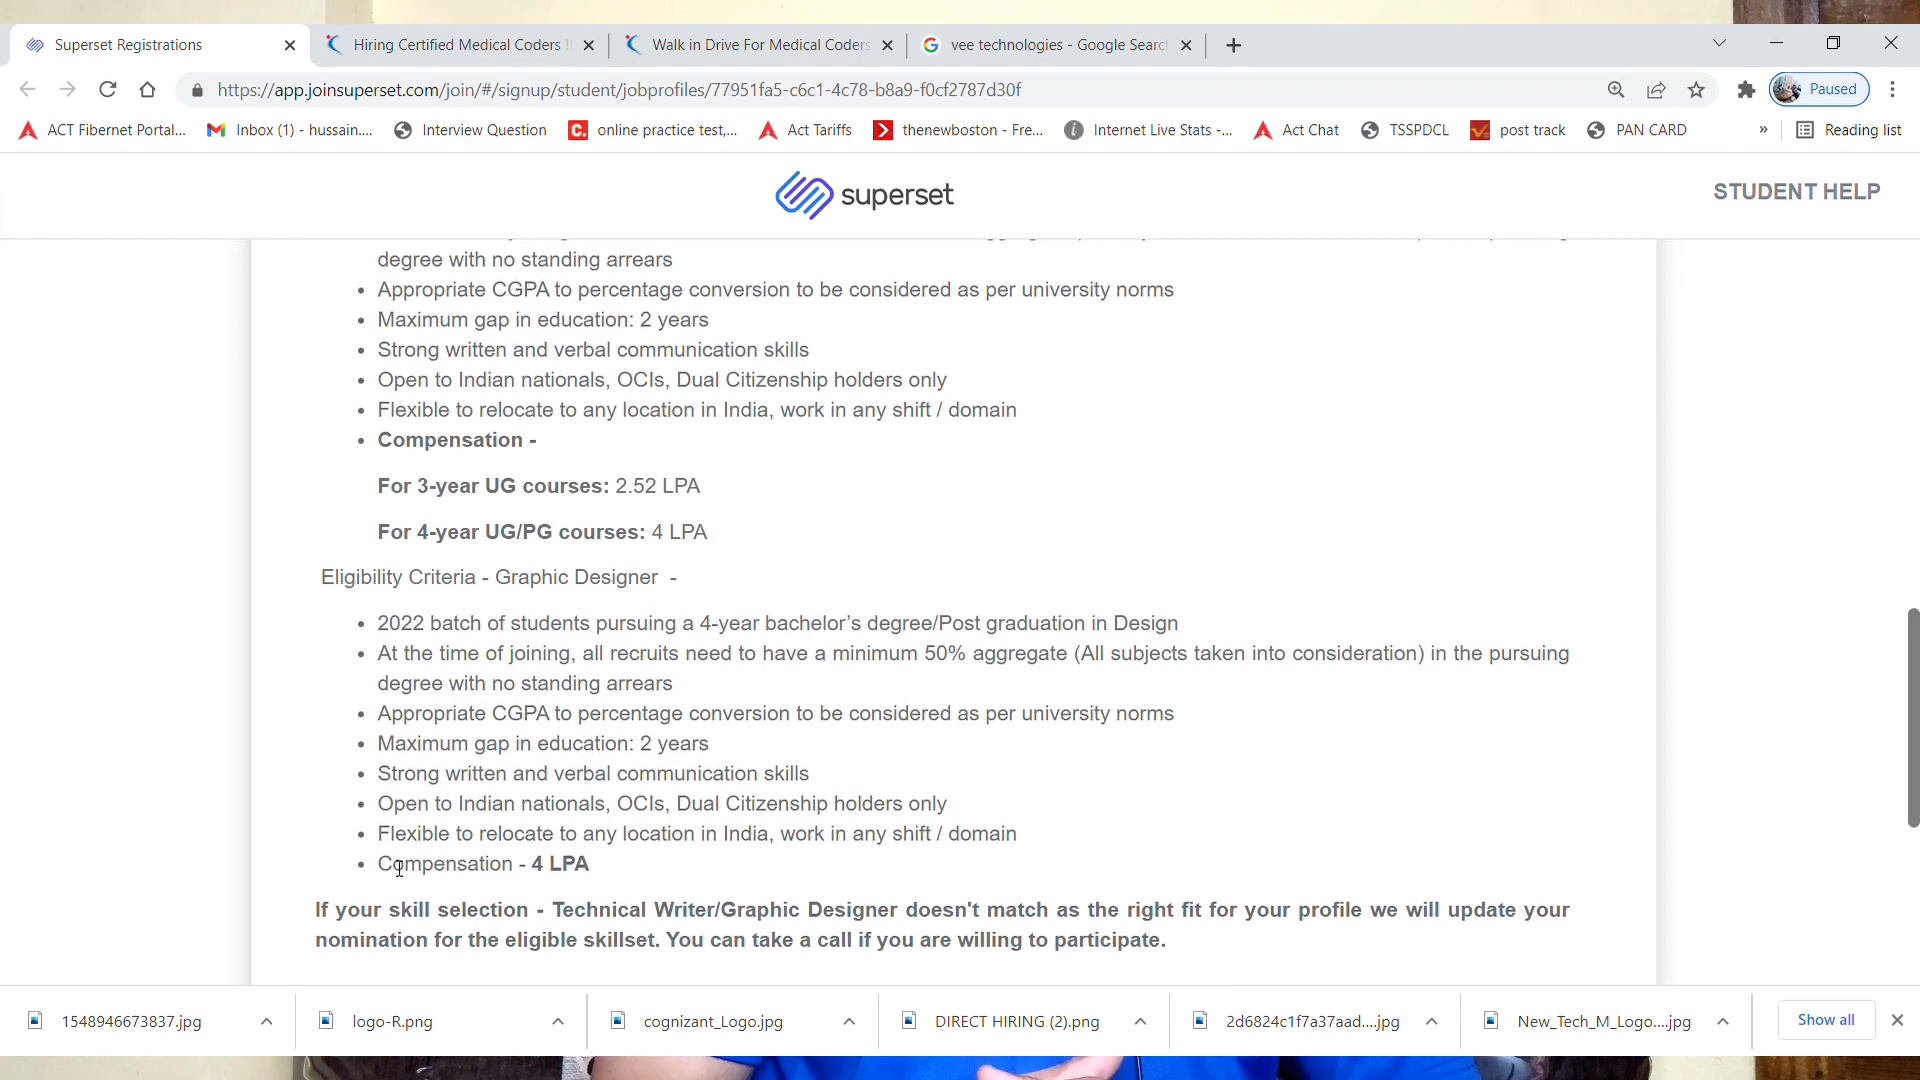 Superset Registrations
Hiring Certified Medical Coders !
Walk in Drive For Medical Coders
vee technologies - Google Search
https://app.joinsuperset.com/join/#/signup/student/jobprofiles/77951fa5-c6c1-4c78-b8a9-f0cf2787d30f
Paused
ACT Fibernet Portal...
Inbox (1) - hussain....
Interview Question
online practice test,...
Act Tariffs
thenewboston - Fre...
Internet Live Stats -...
Act Chat
TSSPDCL
post track
PAN CARD
»
Reading list
superset
STUDENT HELP
degree with no standing arrears
• Appropriate CGPA to percentage conversion to be considered as per university norms
• Maximum gap in education: 2 years
• Strong written and verbal communication skills
• Open to Indian nationals, OCIs, Dual Citizenship holders only
• Flexible to relocate to any location in India, work in any shift / domain
• Compensation -
For 3-year UG courses: 2.52 LPA
For 4-year UG/PG courses: 4 LPA
Eligibility Criteria - Graphic Designer -
• 2022 batch of students pursuing a 4-year bachelor’s degree/Post graduation in Design
• At the time of joining, all recruits need to have a minimum 50% aggregate (All subjects taken into consideration) in the pursuing
degree with no standing arrears
• Appropriate CGPA to percentage conversion to be considered as per university norms
• Maximum gap in education: 2 years
• Strong written and verbal communication skills
• Open to Indian nationals, OCIs, Dual Citizenship holders only
• Flexible to relocate to any location in India, work in any shift / domain
• Compensation - 4 LPA
If your skill selection - Technical Writer/Graphic Designer doesn't match as the right fit for your profile we will update your
nomination for the eligible skillset. You can take a call if you are willing to participate.
1548946673837.jpg
logo-R.png
cognizant_Logo.jpg
DIRECT HIRING (2).png
2d6824c1f7a37aad....jpg
New_Tech_M_Logo....jpg
Show all